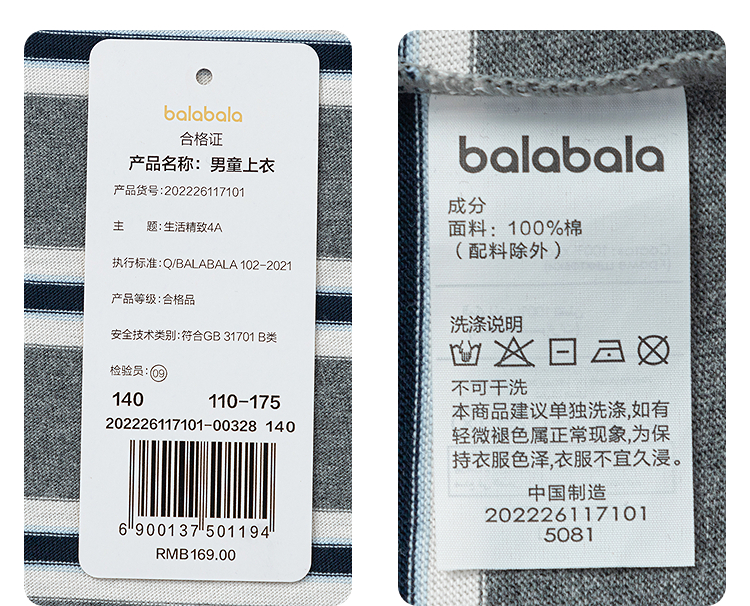 balabala
合格证
产品名称：男童上衣
产品货号:202226117101
主 题:生活精致4A
执行标准:Q/BALABALA 102-2021
产品等级:合格品
安全技术类别:符合GB 31701 B类
检验员:09
140 110-175
202226117101-00328 140
6 900137 501194
RMB169.00
balabala
成分
面料：100%棉
（配料除外）
洗涤说明
不可干洗
本商品建议单独洗涤,如有
轻微褪色属正常现象,为保
持衣服色泽,衣服不宜久浸。
中国制造
202226117101
5081